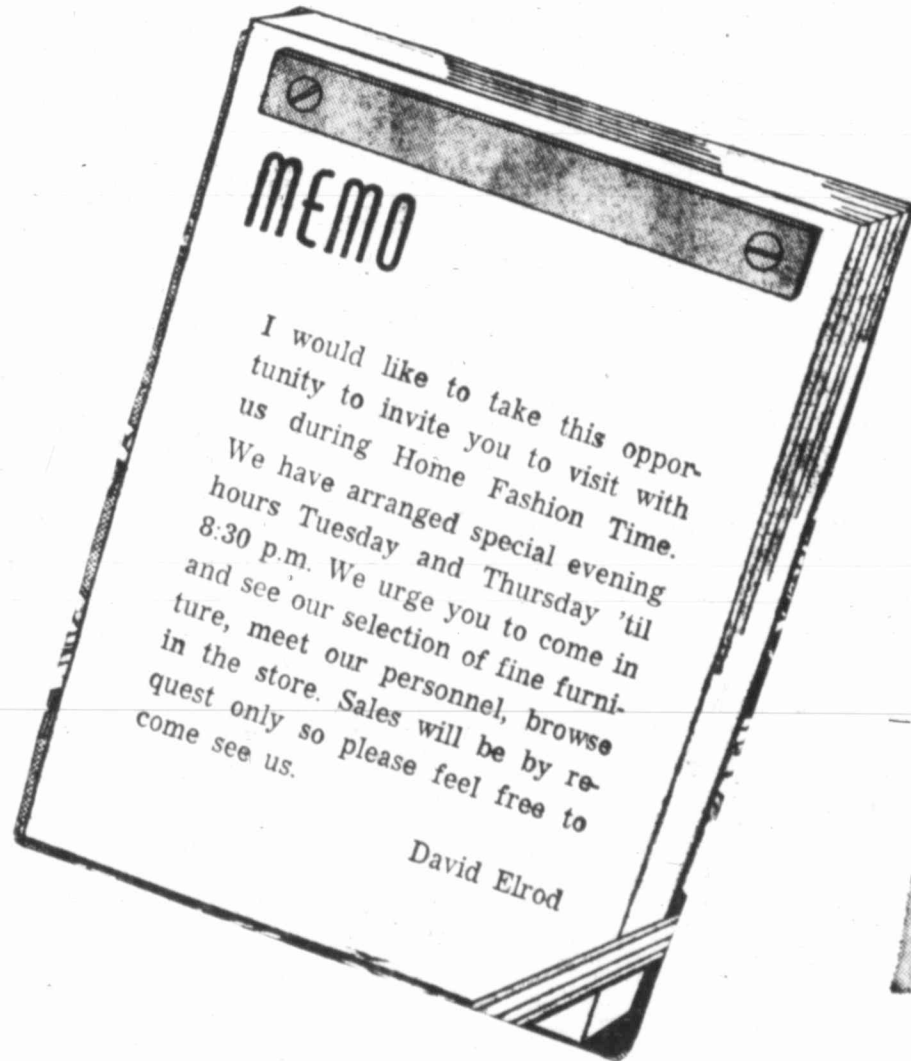 MEMO
I would like to take this oppor-
tunity to invite you to visit with
us during Home Fashion Time.
We have arranged special evening
hours Tuesday and Thursday 'til
8:30 p.m. We urge you to come in
and see our selection of fine furni-
ture, meet our personnel, browse
in the store. Sales will be by re-
quest only so please feel free to
come see us.
David Elrod